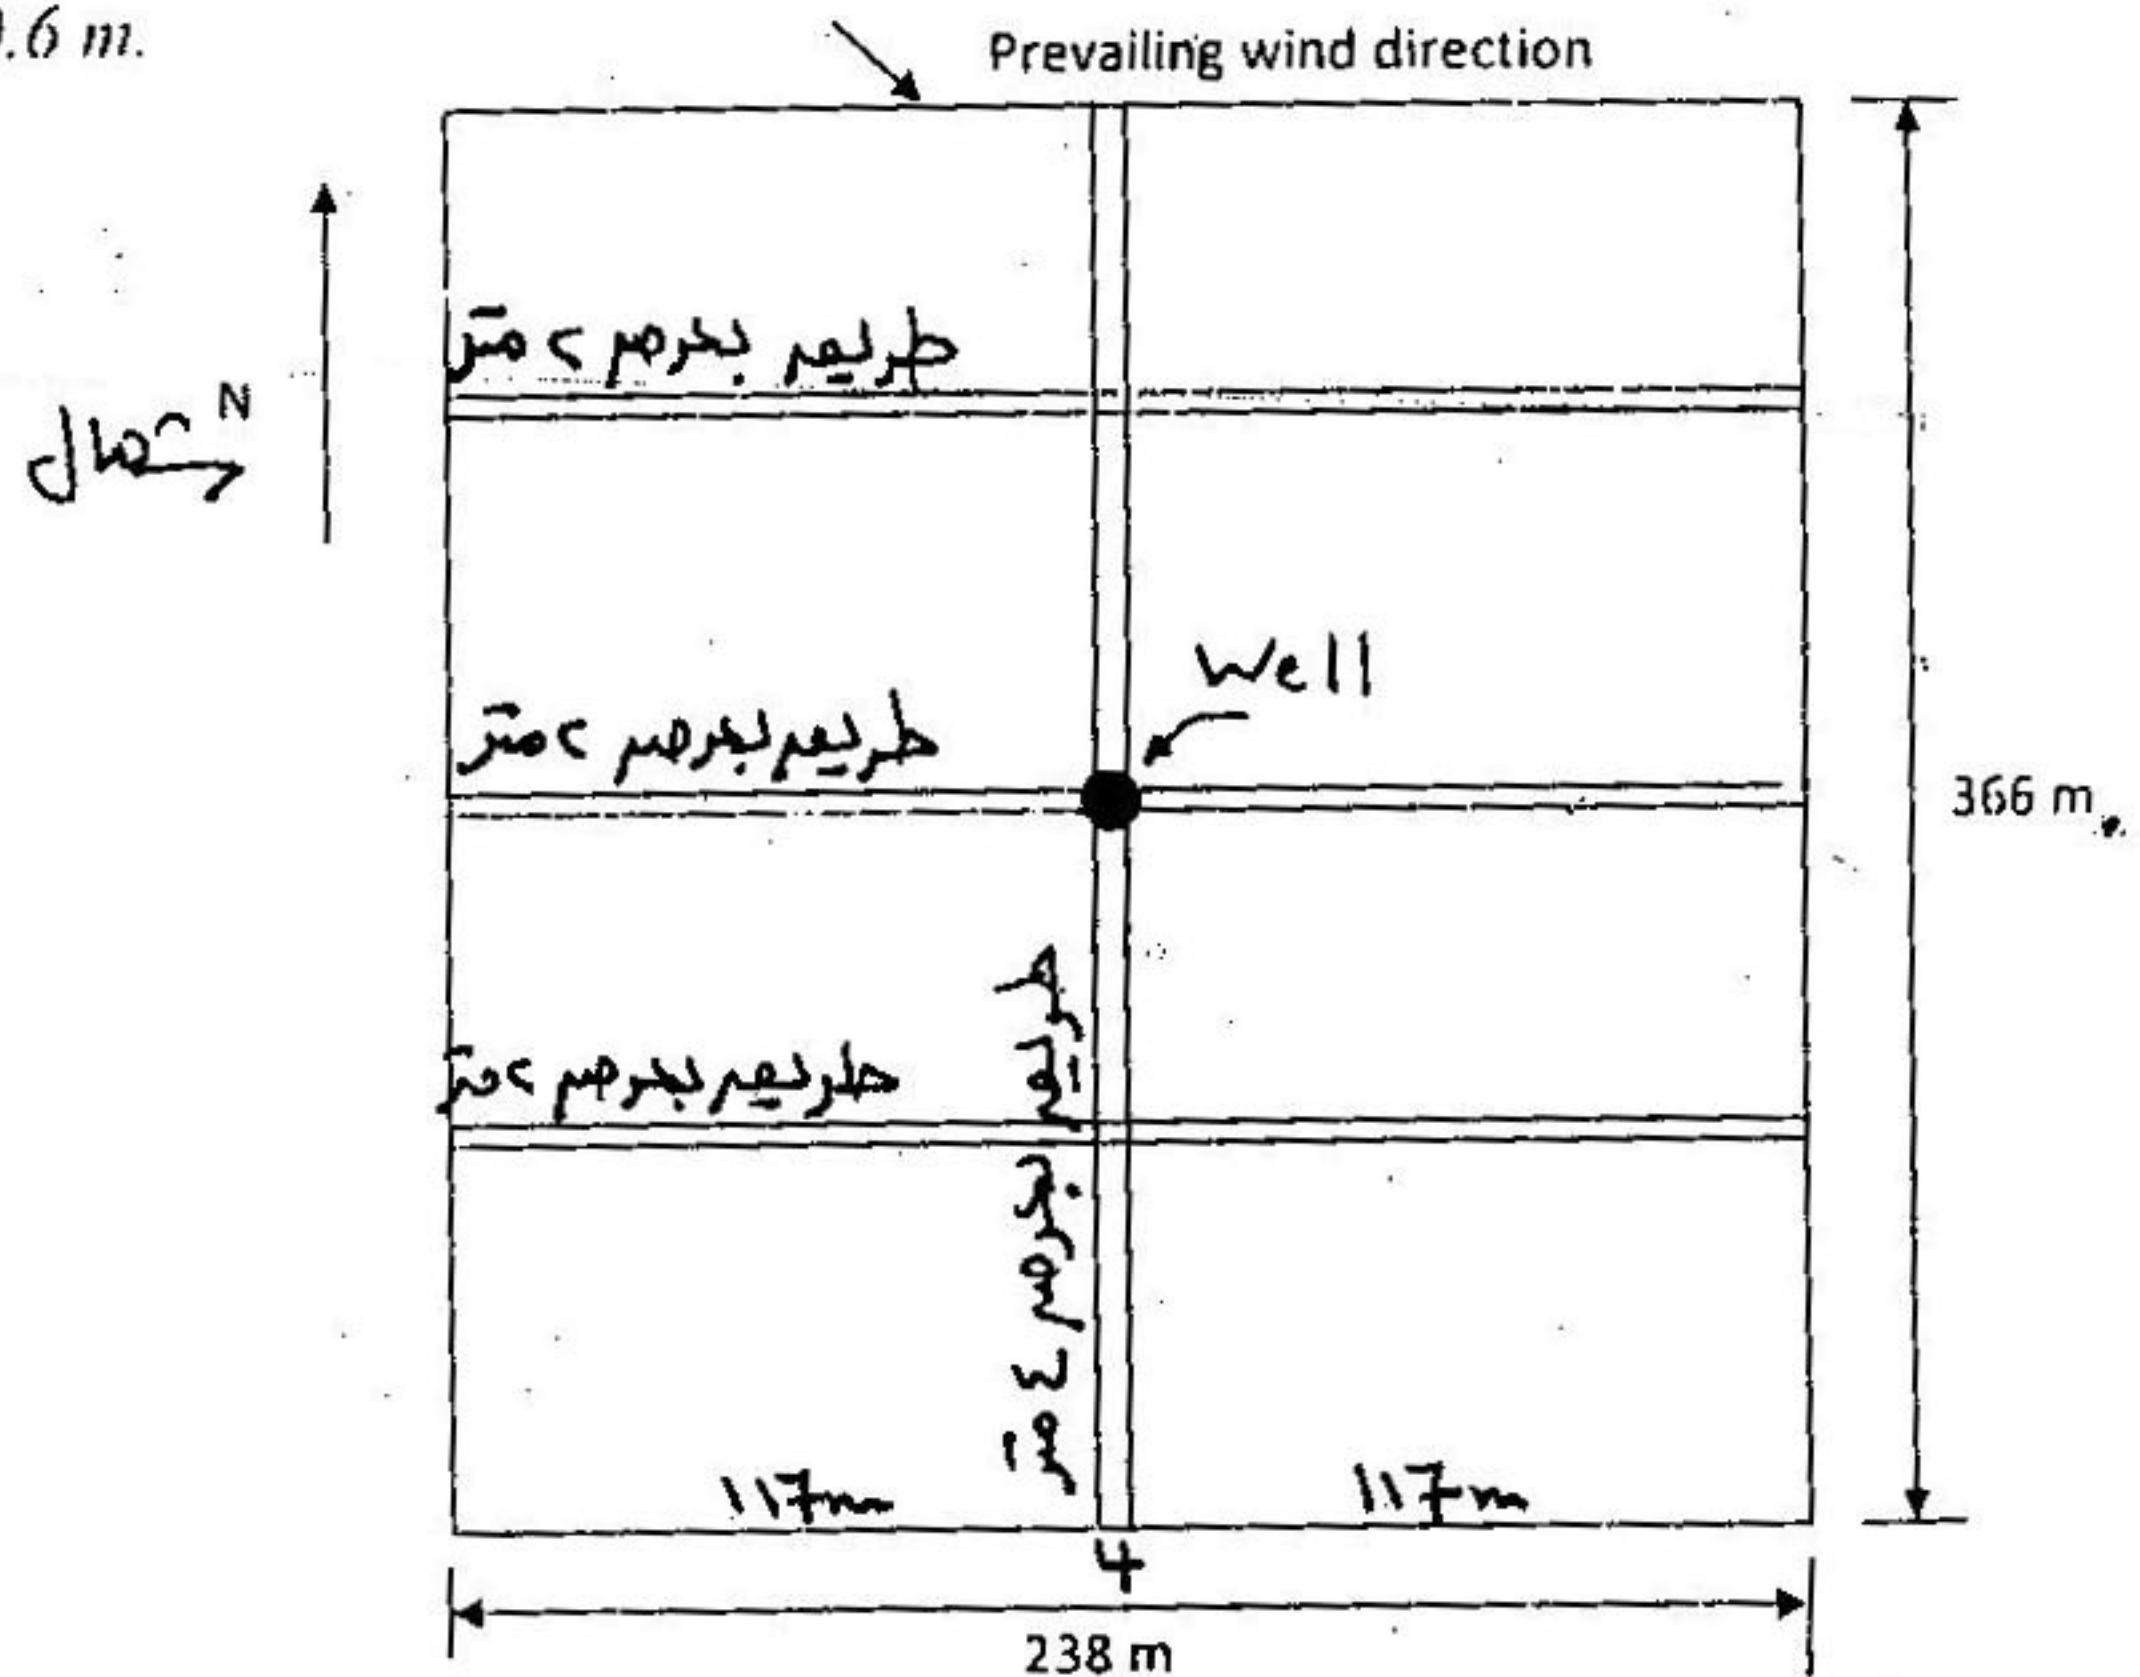 .6 m.
Prevailing wind direction
طريق بعرض ٢ متر
N
شمال
Well
طريق بعرض ٢ متر
366 m
طريق بعرض ٢ متر
طريق بعرض ٤ متر
117m
117m
4
238 m